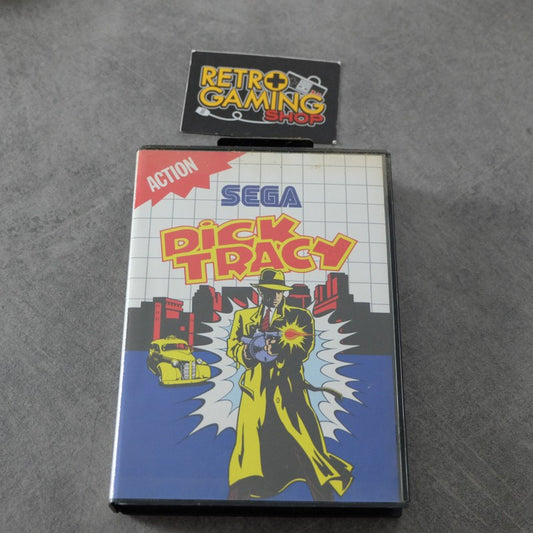 RETRO
GAMING
SHOP
ACTION
SEGA
DICK
TRACY